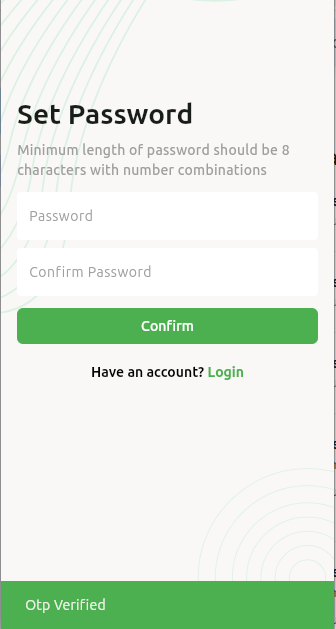 Set Password
Minimum length of password should be 8
characters with number combinations
Password
Confirm Password
Confirm
Have an account? Login
Otp Verified